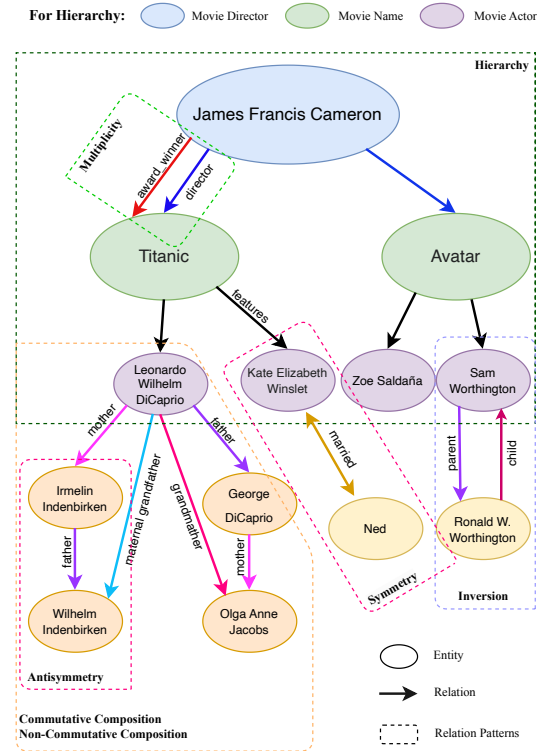 For Hierarchy:
Movie Director
Movie Name
Movie Actor
Hierarchy
James Francis Cameron
Multiplicity
award_winner
director
Titanic
Avatar
features
Leonardo
Wilhelm
DiCaprio
Kate Elizabeth
Winslet
Zoe Saldaña
Sam
Worthington
mother
father
married
parent
child
maternal grandfather
grandmather
Irmelin
Indenbirken
George
DiCaprio
Ned
Ronald W.
Worthington
father
mother
Wilhelm
Indenbirken
Olga Anne
Jacobs
Symmetry
Inversion
Antisymmetry
Entity
Relation
Relation Patterns
Commutative Composition
Non-Commutative Composition